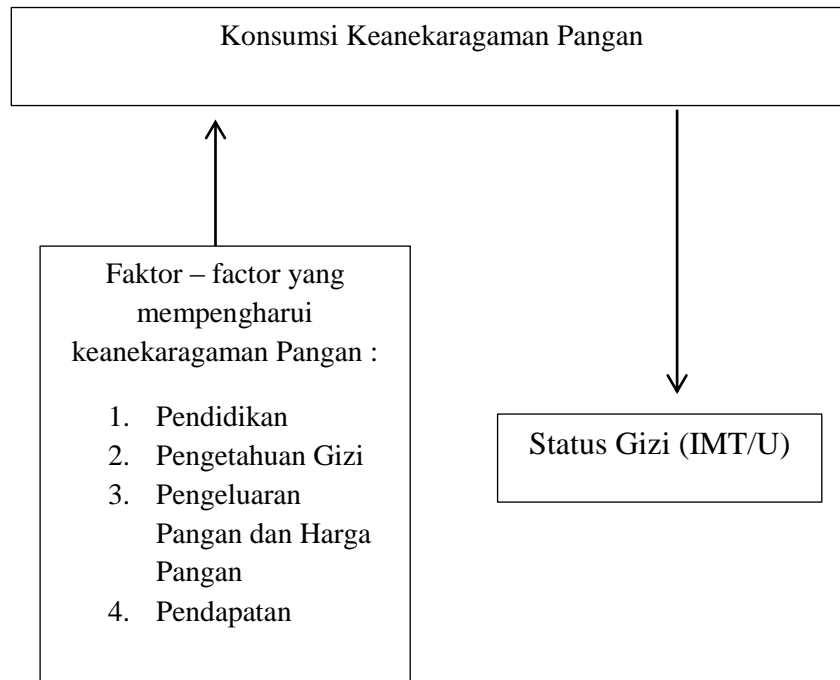 Konsumsi Keanekaragaman Pangan
Faktor – factor yang
mempengharui
keanekaragaman Pangan :
1. Pendidikan
2. Pengetahuan Gizi
3. Pengeluaran
Pangan dan Harga
Pangan
4. Pendapatan
Status Gizi (IMT/U)